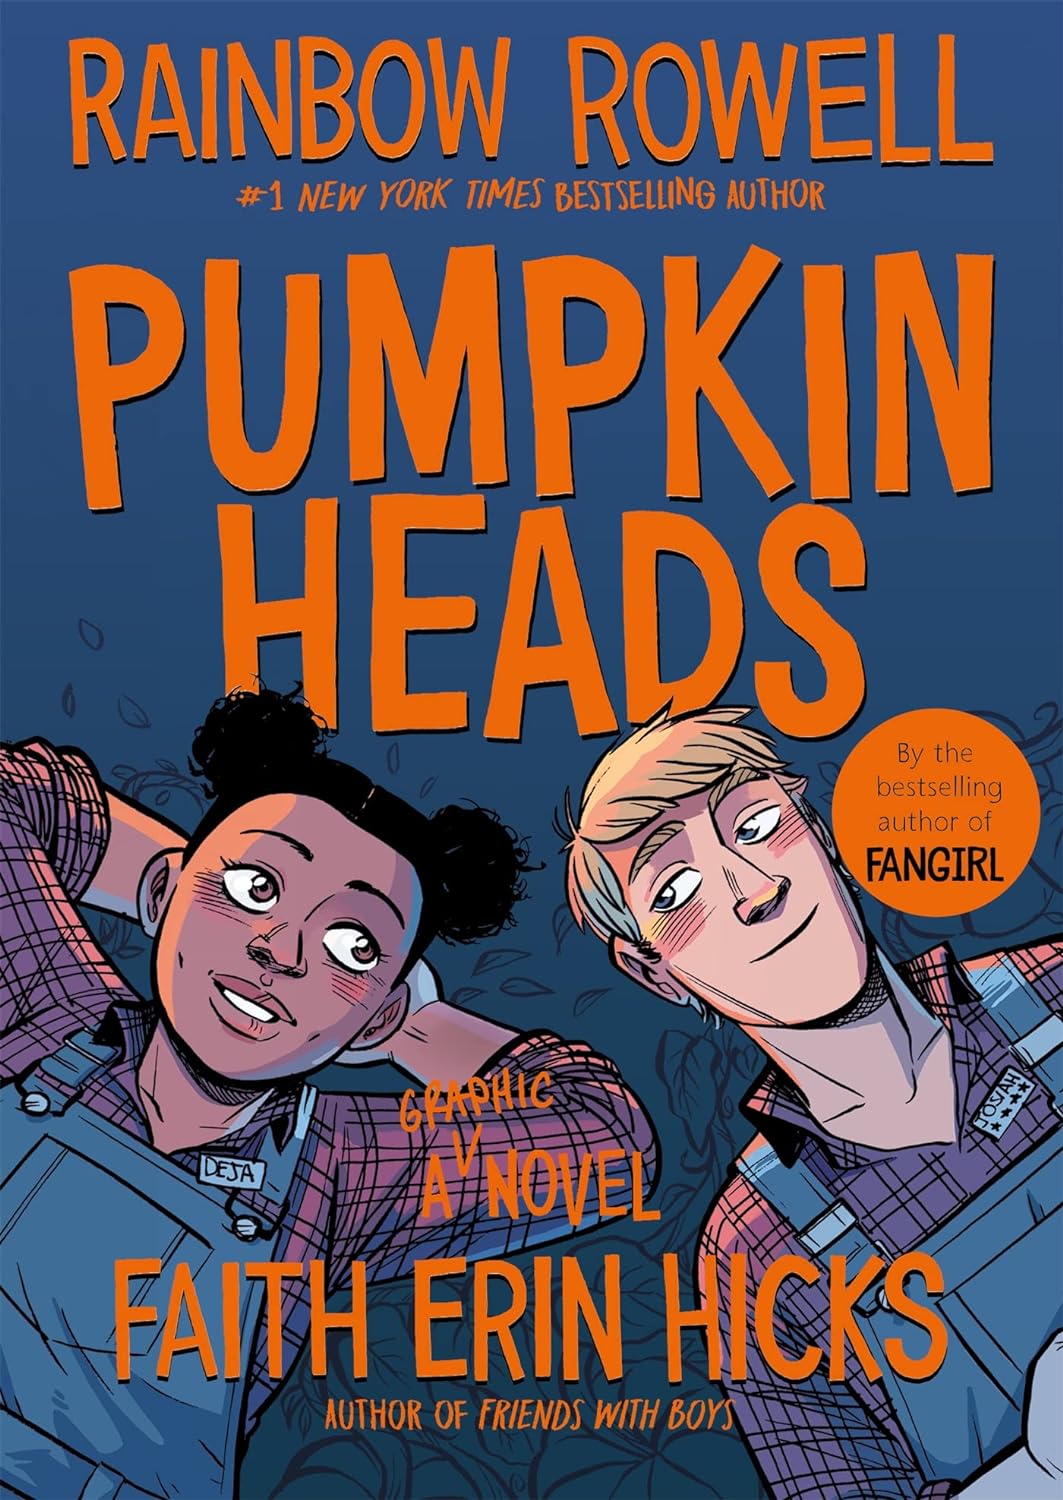 RAINBOW ROWELL
#1 NEW YORK TIMES BESTSELLING AUTHOR
PUMPKIN
HEADS
By the
bestselling
author of
FANGIRL
JOSIAH
DEJA
GRAPHIC
A V NOVEL
FAITH ERIN HICKS
AUTHOR OF FRIENDS WITH BOYS